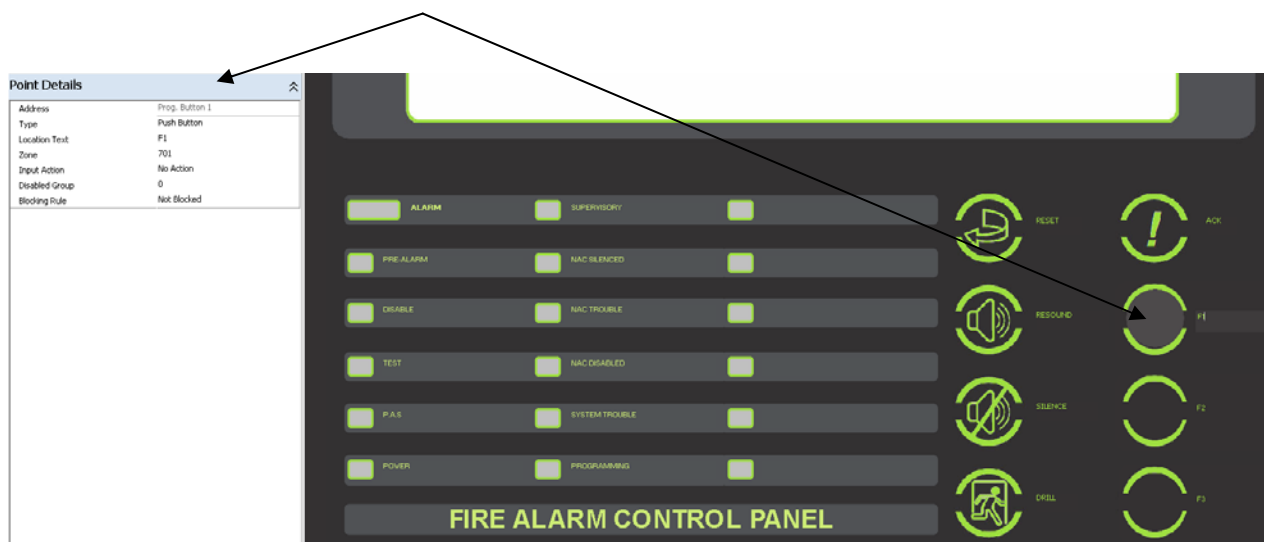 Point Details
Address Prog. Button 1
Type Push Button
Location Text F1
Zone 701
Input Action No Action
Disabled Group 0
Blocking Rule Not Blocked
ALARM SUPERVISORY
PRE-ALARM NAC SILENCED
DISABLE NAC TROUBLE
TEST NAC DISABLED
P.A.S SYSTEM TROUBLE
POWER PROGRAMMING
FIRE ALARM CONTROL PANEL
RESET ACK
RESOUND F1
SILENCE F2
DRILL F3